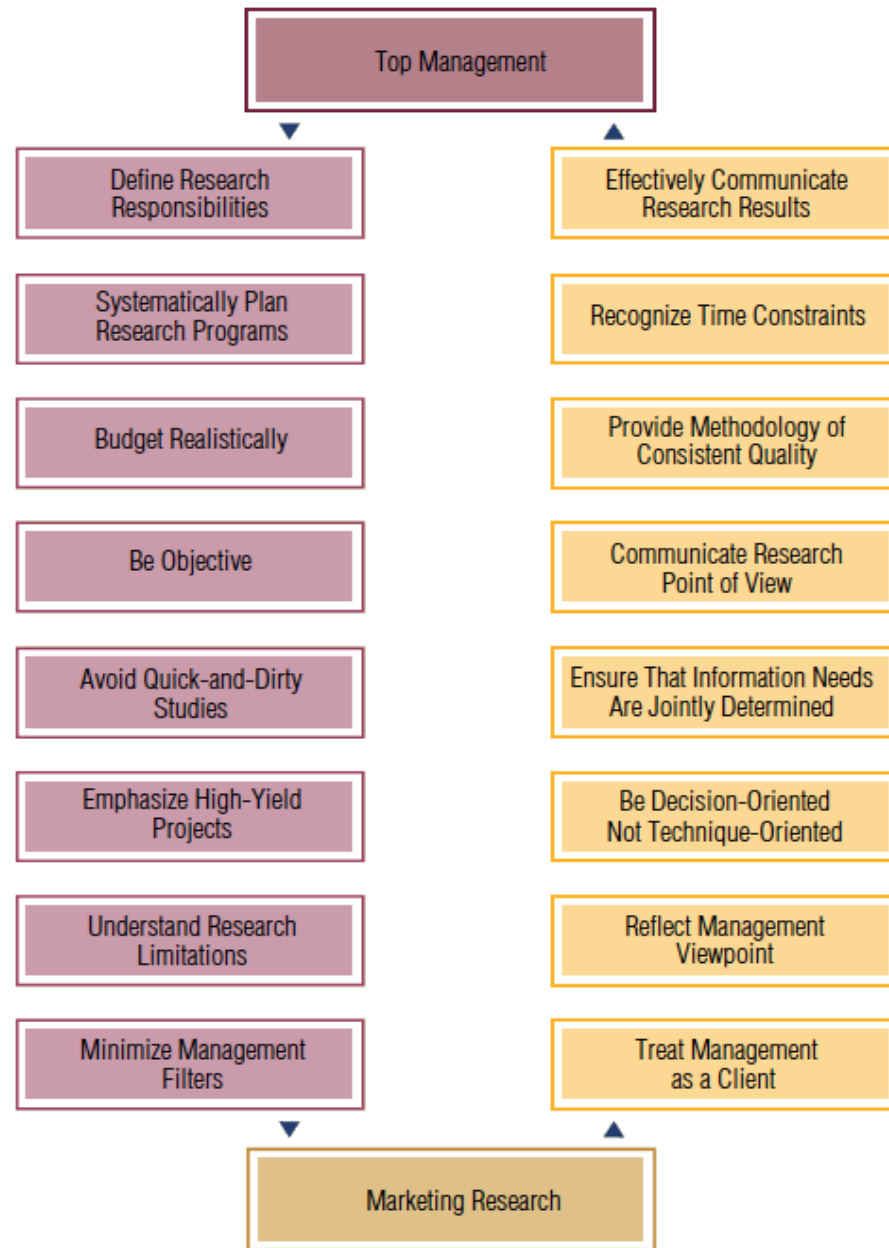 Top Management
Define Research
Responsibilities
Systematically Plan
Research Programs
Budget Realistically
Be Objective
Avoid Quick-and-Dirty
Studies
Emphasize High-Yield
Projects
Understand Research
Limitations
Minimize Management
Filters
Effectively Communicate
Research Results
Recognize Time Constraints
Provide Methodology of
Consistent Quality
Communicate Research
Point of View
Ensure That Information Needs
Are Jointly Determined
Be Decision-Oriented
Not Technique-Oriented
Reflect Management
Viewpoint
Treat Management
as a Client
Marketing Research